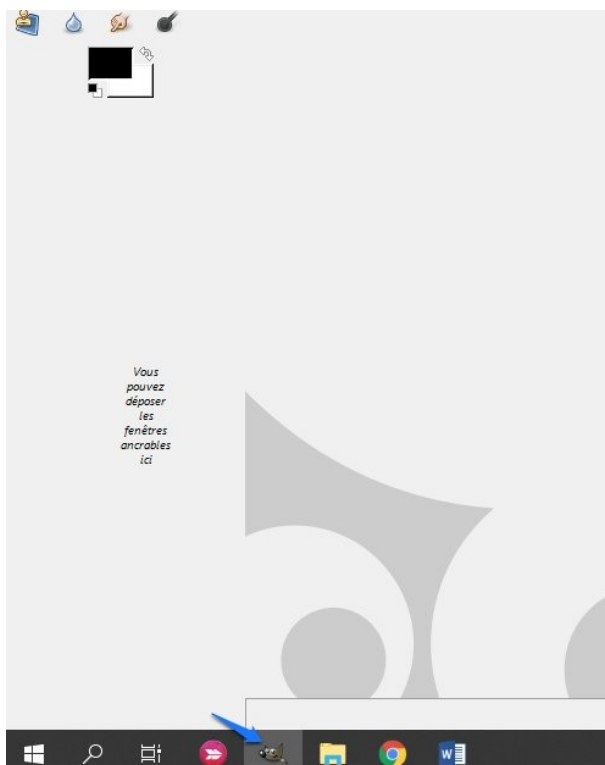 Vous
pouvez
déposer
les
fenêtres
ancrables
ici